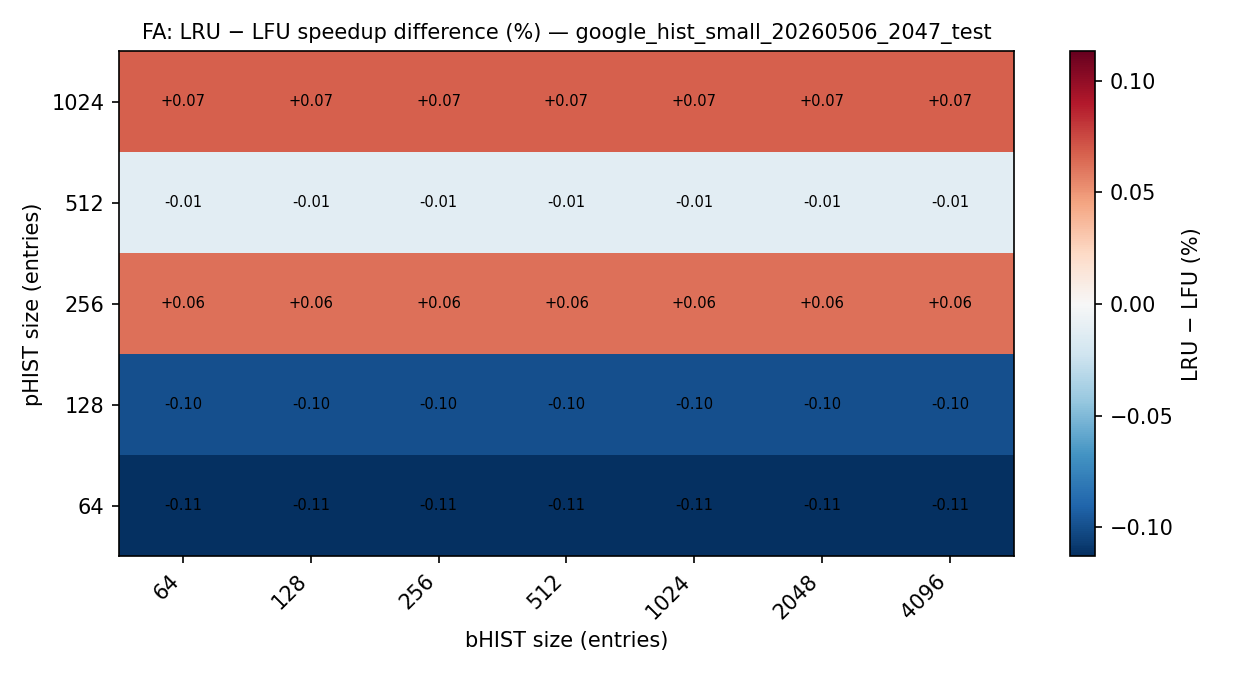 FA: LRU − LFU speedup difference (%) — google_hist_small_20260506_2047_test
pHIST size (entries)
1024 +0.07 +0.07 +0.07 +0.07 +0.07 +0.07 +0.07
512 -0.01 -0.01 -0.01 -0.01 -0.01 -0.01 -0.01
256 +0.06 +0.06 +0.06 +0.06 +0.06 +0.06 +0.06
128 -0.10 -0.10 -0.10 -0.10 -0.10 -0.10 -0.10
64 -0.11 -0.11 -0.11 -0.11 -0.11 -0.11 -0.11
64 128 256 512 1024 2048 4096
bHIST size (entries)
0.10
0.05
0.00
−0.05
−0.10
LRU − LFU (%)